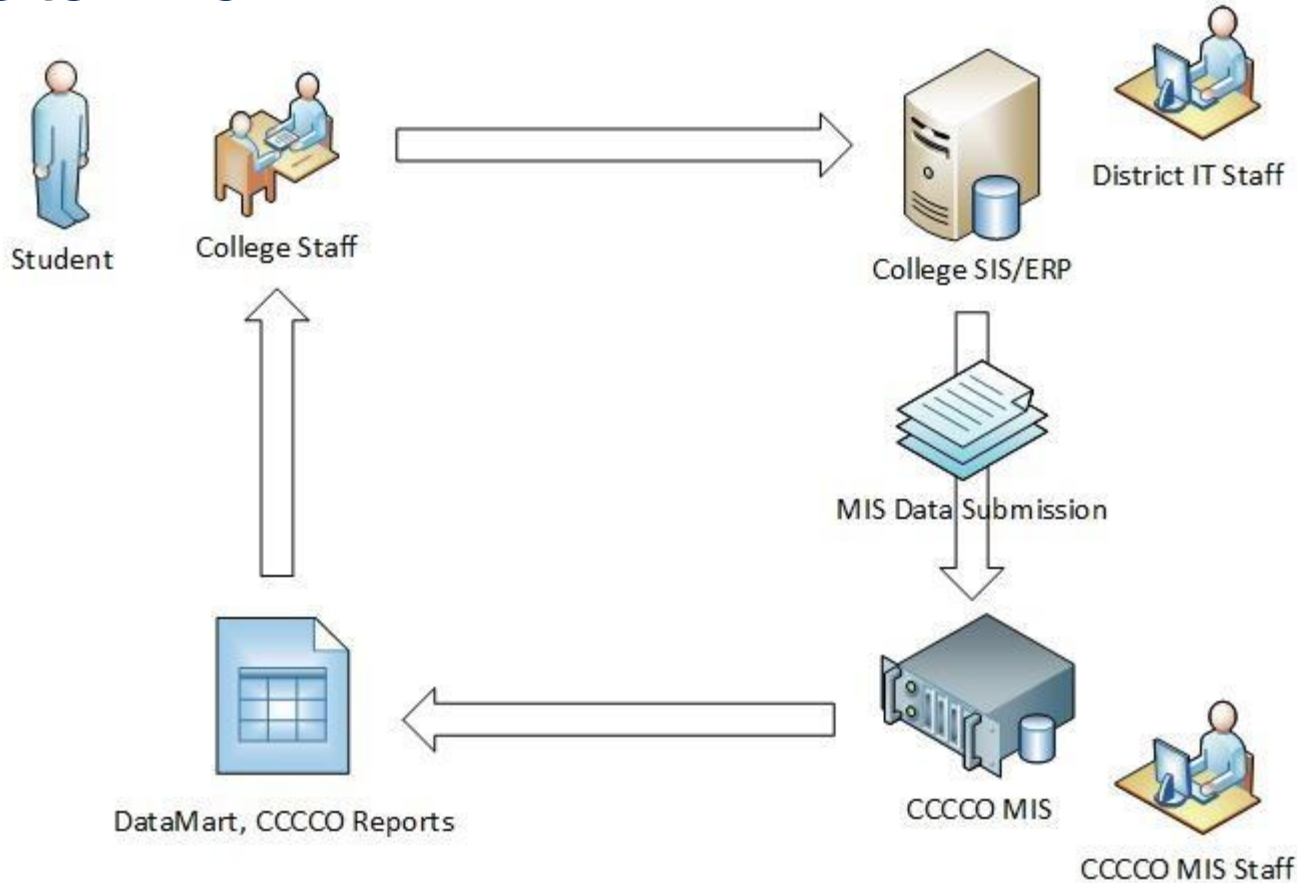 District IT Staff
Student
College Staff
College SIS/ERP
MIS Data Submission
DataMart, CCCCO Reports
CCCCO MIS
CCCCO MIS Staff